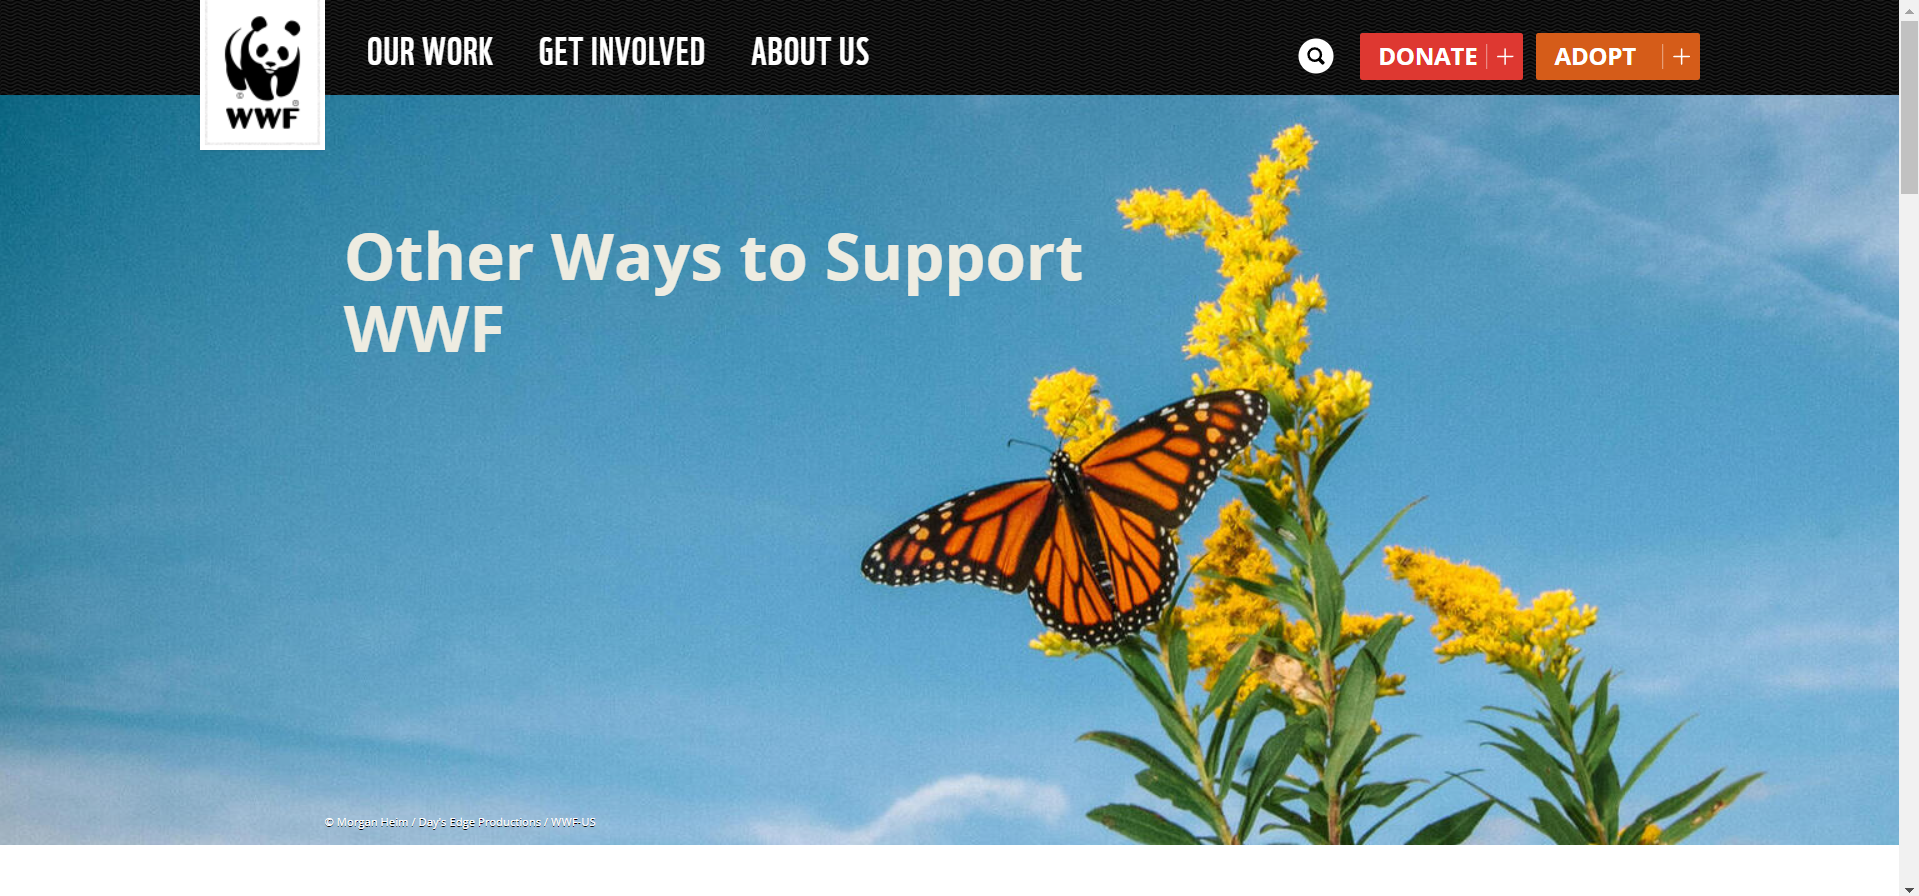 WWF
OUR WORK
GET INVOLVED
ABOUT US
DONATE
ADOPT
Other Ways to Support
WWF
© Morgan Heim / Day's Edge Productions / WWF-US